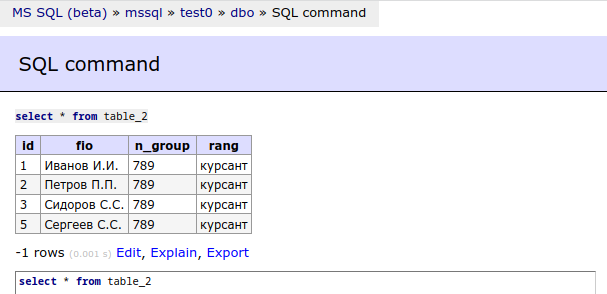 MS SQL (beta) » mssql » test0 » dbo » SQL command
SQL command
select * from table_2
id fio n_group rang
1 Иванов И.И. 789 курсант
2 Петров П.П. 789 курсант
3 Сидоров С.С. 789 курсант
5 Сергеев С.С. 789 курсант
-1 rows (0.001 s) Edit, Explain, Export
select * from table_2